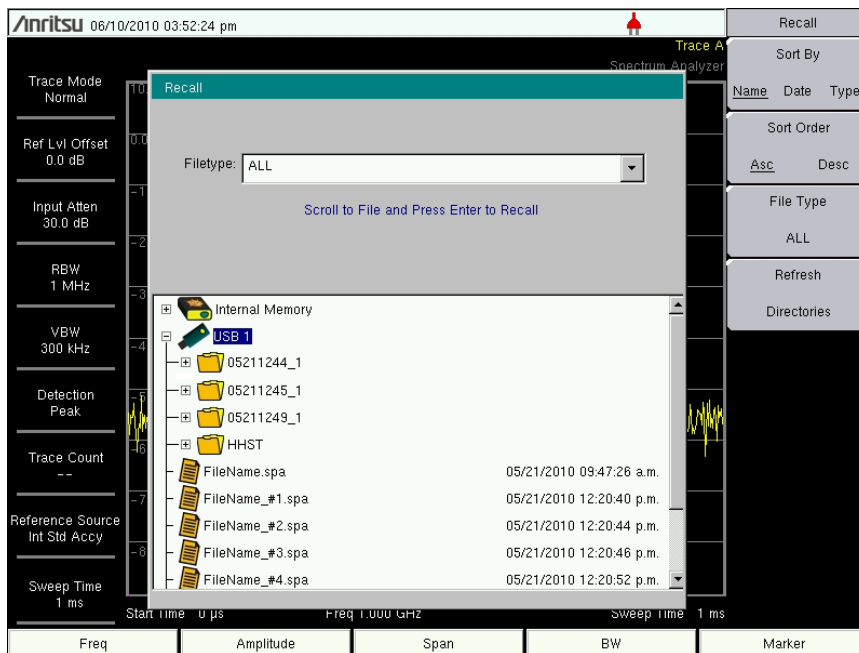 Anritsu 06/10/2010 03:52:24 pm
Trace A
Spectrum Analyzer
Trace Mode
Normal
Ref Lvl Offset
0.0 dB
Input Atten
30.0 dB
RBW
1 MHz
VBW
300 kHz
Detection
Peak
Trace Count
--
Reference Source
Int Std Accy
Sweep Time
1 ms
Recall
Filetype: ALL
Scroll to File and Press Enter to Recall
Internal Memory
USB 1
05211244_1
05211245_1
05211249_1
HHST
FileName.spa 05/21/2010 09:47:26 a.m.
FileName_#1.spa 05/21/2010 12:20:40 p.m.
FileName_#2.spa 05/21/2010 12:20:44 p.m.
FileName_#3.spa 05/21/2010 12:20:46 p.m.
FileName_#4.spa 05/21/2010 12:20:52 p.m.
Start Time 0 µs Freq 1.000 GHz Sweep Time 1 ms
Recall
Sort By
Name Date Type
Sort Order
Asc Desc
File Type
ALL
Refresh
Directories
Freq Amplitude Span BW Marker